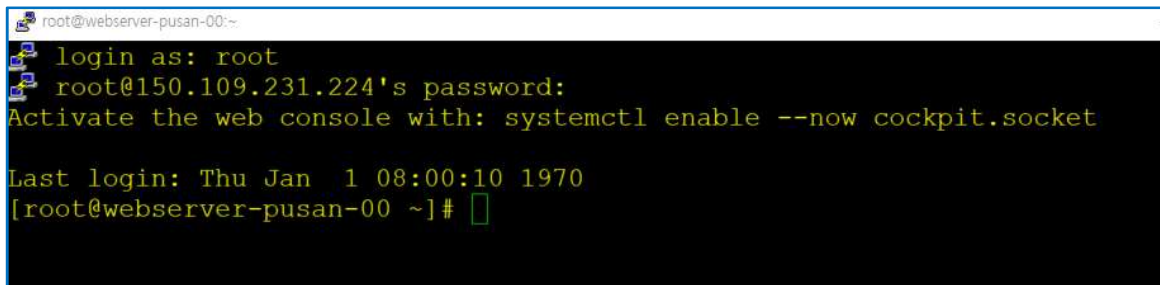 root@webserver-pusan-00:~
login as: root
root@150.109.231.224's password:
Activate the web console with: systemctl enable --now cockpit.socket
Last login: Thu Jan  1 08:00:10 1970
[root@webserver-pusan-00 ~]#